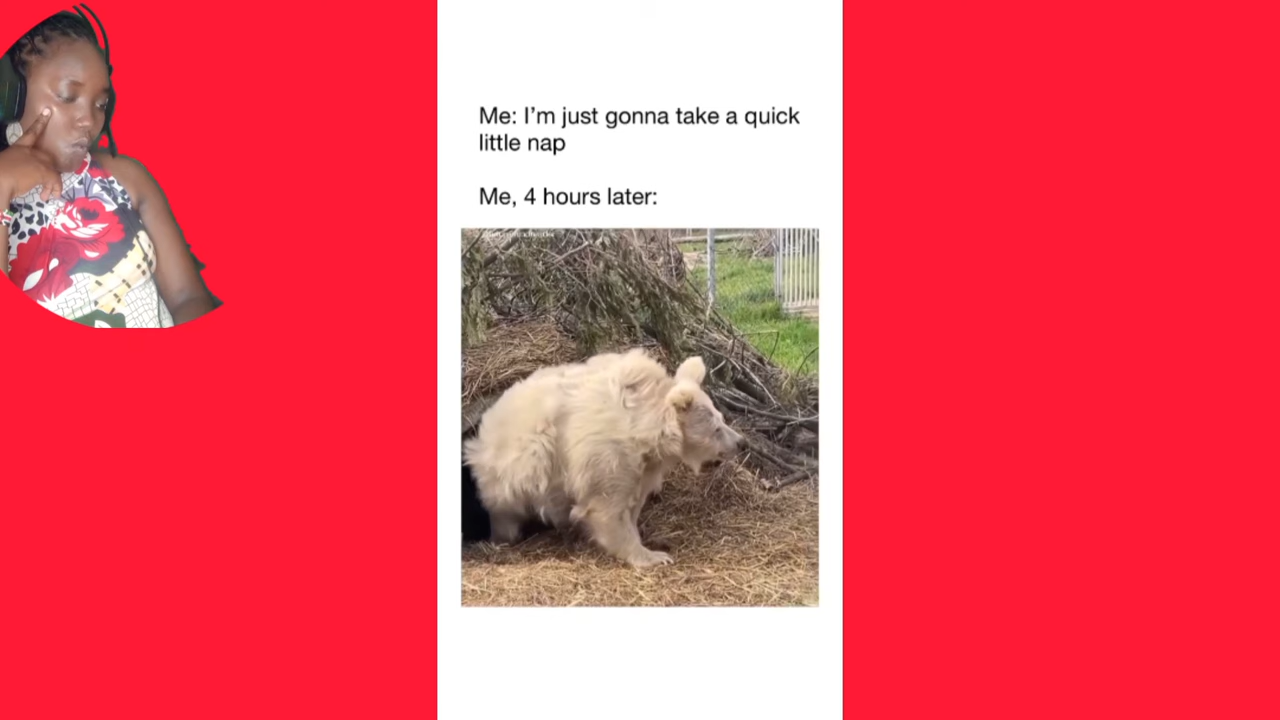 Me: I’m just gonna take a quick
little nap
Me, 4 hours later: